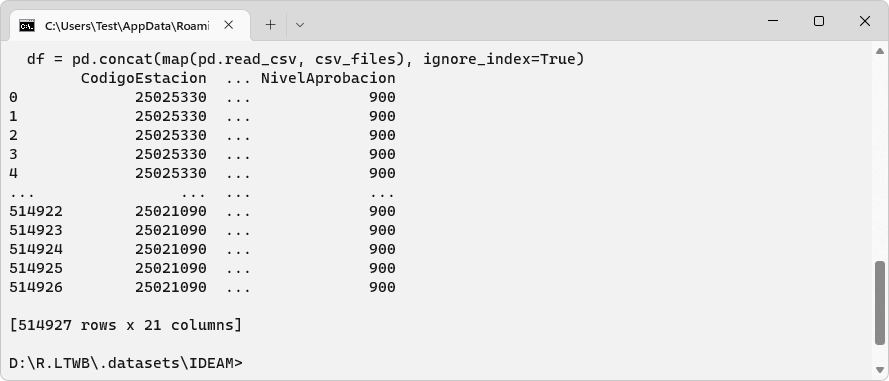 C:\Users\Test\AppData\Roami
df = pd.concat(map(pd.read_csv, csv_files), ignore_index=True)
CodigoEstacion ... NivelAprobacion
0 25025330 ... 900
1 25025330 ... 900
2 25025330 ... 900
3 25025330 ... 900
4 25025330 ... 900
... ... ... ...
514922 25021090 ... 900
514923 25021090 ... 900
514924 25021090 ... 900
514925 25021090 ... 900
514926 25021090 ... 900
[514927 rows x 21 columns]
D:\R.LTWB\.datasets\IDEAM>